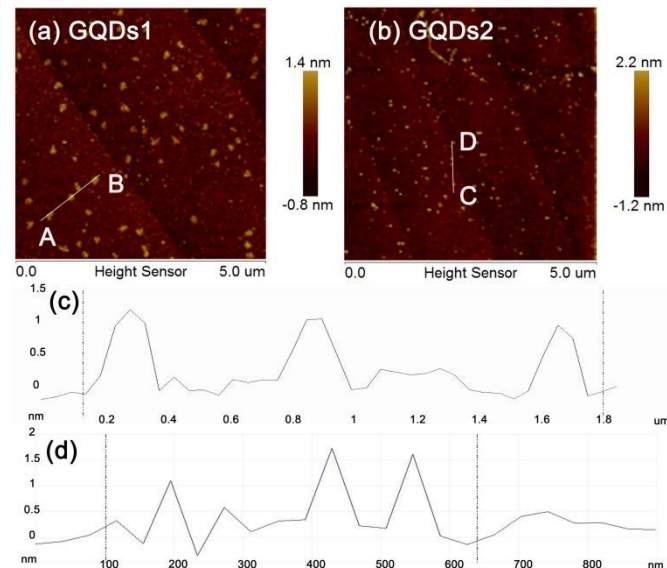 (a) GQDs1
1.4 nm
-0.8 nm
B
A
0.0 Height Sensor 5.0 um
(b) GQDs2
2.2 nm
-1.2 nm
D
C
0.0 Height Sensor 5.0 um
(c)
1.5
1
0.5
0
nm 0.2 0.4 0.6 0.8 1 1.2 1.4 1.6 1.8 um
(d)
2
1.5
1
0.5
0
nm 100 200 300 400 500 600 700 800 nm